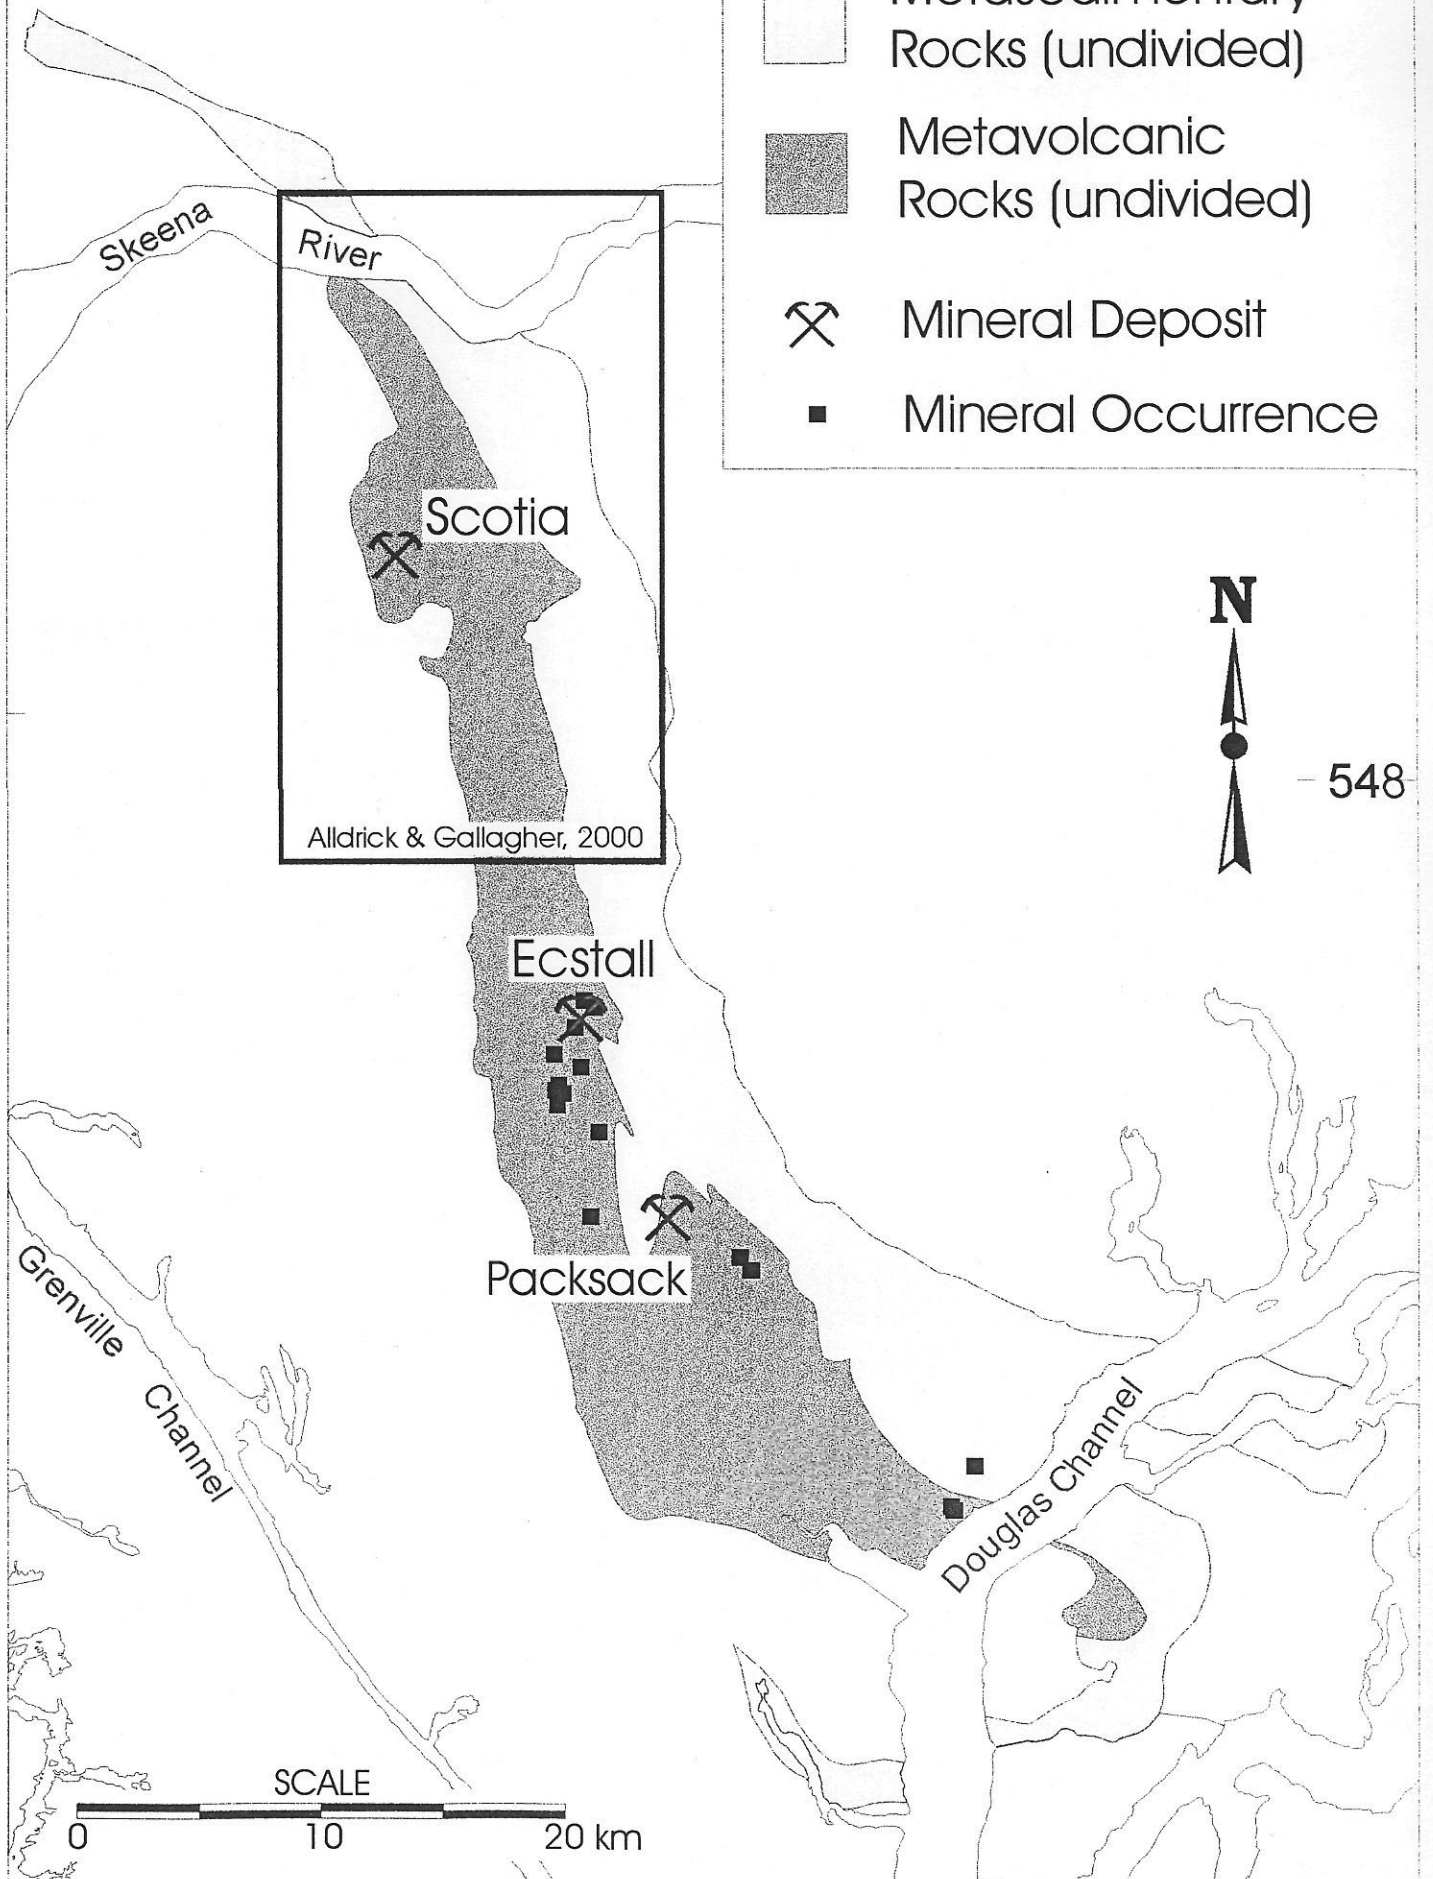 Metasedimentary
Rocks (undivided)
Metavolcanic
Rocks (undivided)
Mineral Deposit
Mineral Occurrence
Skeena
River
Scotia
N
548
Alldrick & Gallagher, 2000
Ecstall
Packsack
Grenville
Channel
Douglas Channel
SCALE
0 10 20 km